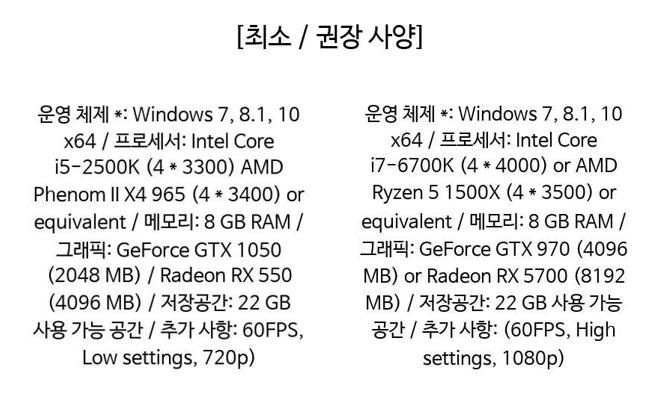 [최소 / 권장 사양]
운영 체제 *: Windows 7, 8.1, 10
x64 / 프로세서: Intel Core
i5-2500K (4 * 3300) AMD
Phenom II X4 965 (4 * 3400) or
equivalent / 메모리: 8 GB RAM /
그래픽: GeForce GTX 1050
(2048 MB) / Radeon RX 550
(4096 MB) / 저장공간: 22 GB
사용 가능 공간 / 추가 사항: 60FPS,
Low settings, 720p)
운영 체제 *: Windows 7, 8.1, 10
x64 / 프로세서: Intel Core
i7-6700K (4 * 4000) or AMD
Ryzen 5 1500X (4 * 3500) or
equivalent / 메모리: 8 GB RAM /
그래픽: GeForce GTX 970 (4096
MB) or Radeon RX 5700 (8192
MB) / 저장공간: 22 GB 사용 가능
공간 / 추가 사항: (60FPS, High
settings, 1080p)